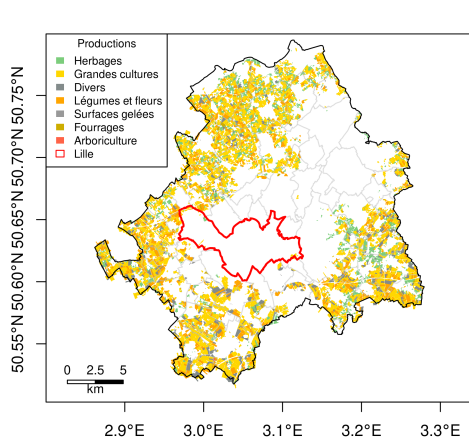 Productions
Herbages
Grandes cultures
Divers
Légumes et fleurs
Surfaces gelées
Fourrages
Arboriculture
Lille
50.75°N
50.70°N
50.65°N
50.60°N
50.55°N
0 2.5 5
km
2.9°E 3.0°E 3.1°E 3.2°E 3.3°E